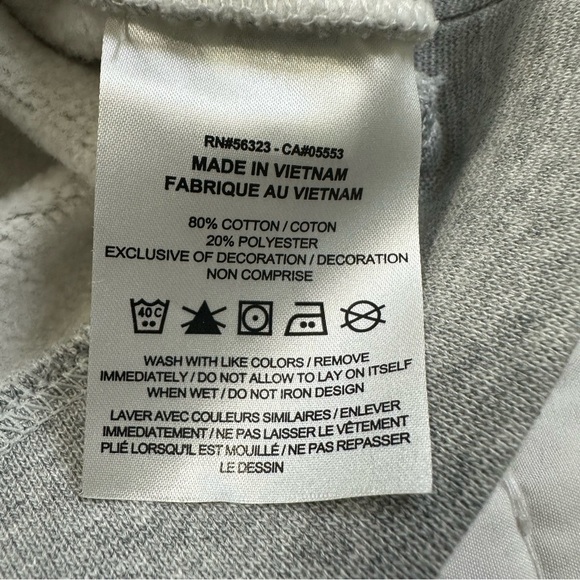 RN#56323 - CA#05553
MADE IN VIETNAM
FABRIQUE AU VIETNAM
80% COTTON / COTON
20% POLYESTER
EXCLUSIVE OF DECORATION / DECORATION
NON COMPRISE
40 C
WASH WITH LIKE COLORS / REMOVE
IMMEDIATELY / DO NOT ALLOW TO LAY ON ITSELF
WHEN WET / DO NOT IRON DESIGN
LAVER AVEC COULEURS SIMILAIRES / ENLEVER
IMMEDIATEMENT / NE PAS LAISSER LE VÊTEMENT
PLIÉ LORSQU'IL EST MOUILLÉ / NE PAS REPASSER
LE DESSIN